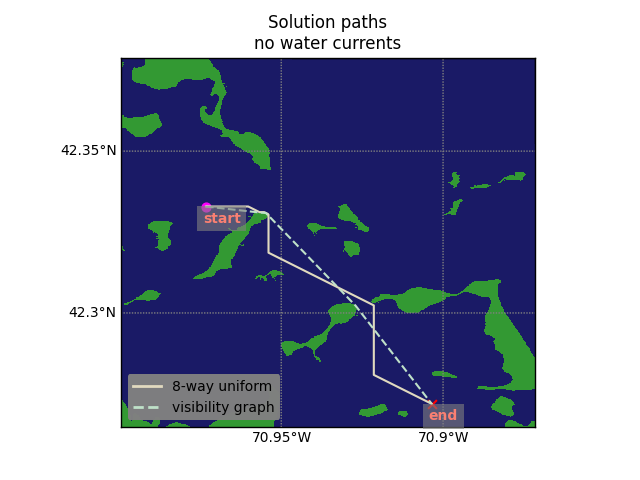 Solution paths
no water currents
42.35°N
start
42.3°N
8-way uniform
visibility graph
end
70.95°W
70.9°W